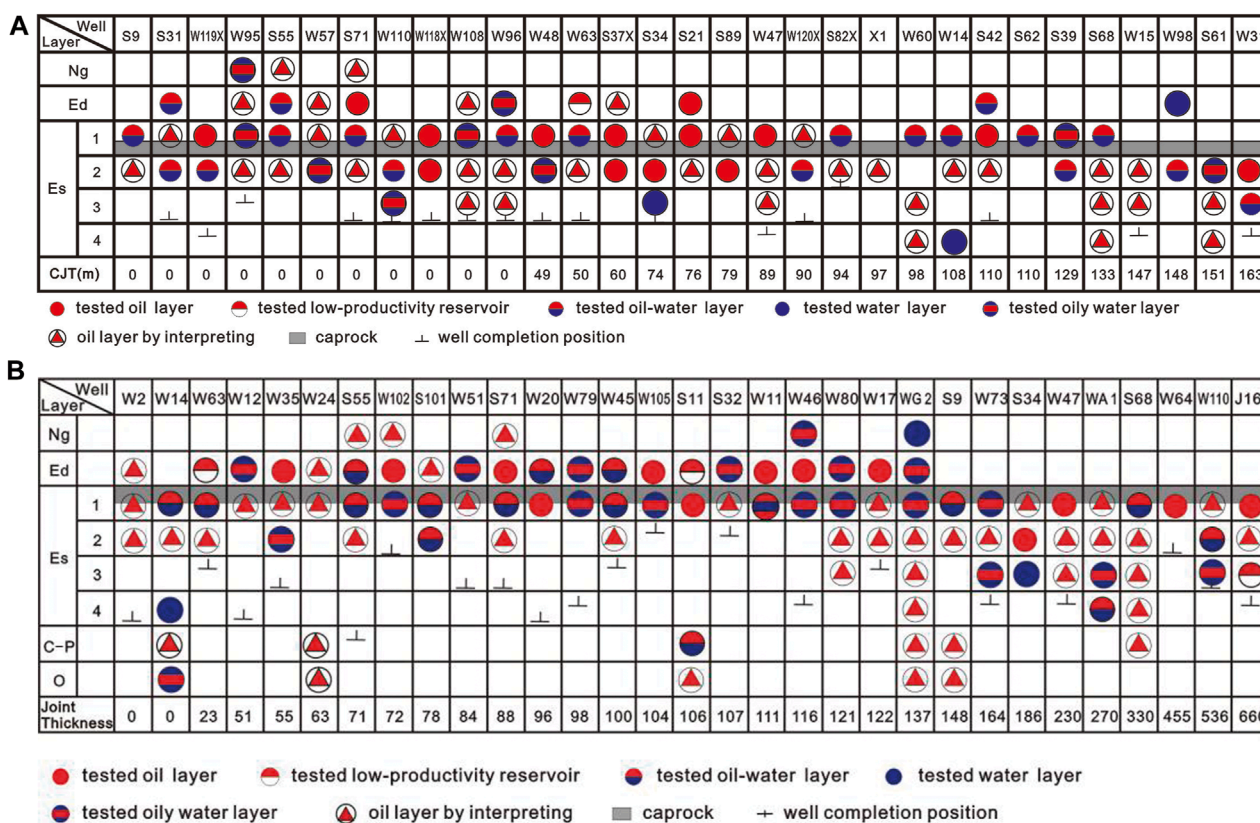 A
Well S9 S31 W119X W95 S55 W57 S71 W110 W118X W108 W96 W48 W63 S37X S34 S21 S89 W47 W120X S82X X1 W60 W14 S42 S62 S39 S68 W15 W98 S61 W3
Layer
Ng
Ed
1
2
Es
3
4
CJT(m) 0 0 0 0 0 0 0 0 0 0 0 49 50 60 74 76 79 89 90 94 97 98 108 110 110 129 133 147 148 151 163
tested oil layer tested low-productivity reservoir tested oil-water layer tested water layer tested oily water layer
oil layer by interpreting caprock well completion position
B
Well W2 W14 W63 W12 W35 W24 S55 W102 S101 W51 S71 W20 W79 W45 W105 S11 S32 W11 W46 W80 W17 WG2 S9 W73 S34 W47 WA1 S68 W64 W110 J16
Layer
Ng
Ed
1
2
Es
3
4
C-P
O
Joint
Thickness 0 0 23 51 55 63 71 72 78 84 88 96 98 100 104 106 107 111 116 121 122 137 148 164 186 230 270 330 455 536
tested oil layer tested low-productivity reservoir tested oil-water layer tested water layer
tested oily water layer oil layer by interpreting caprock well completion position